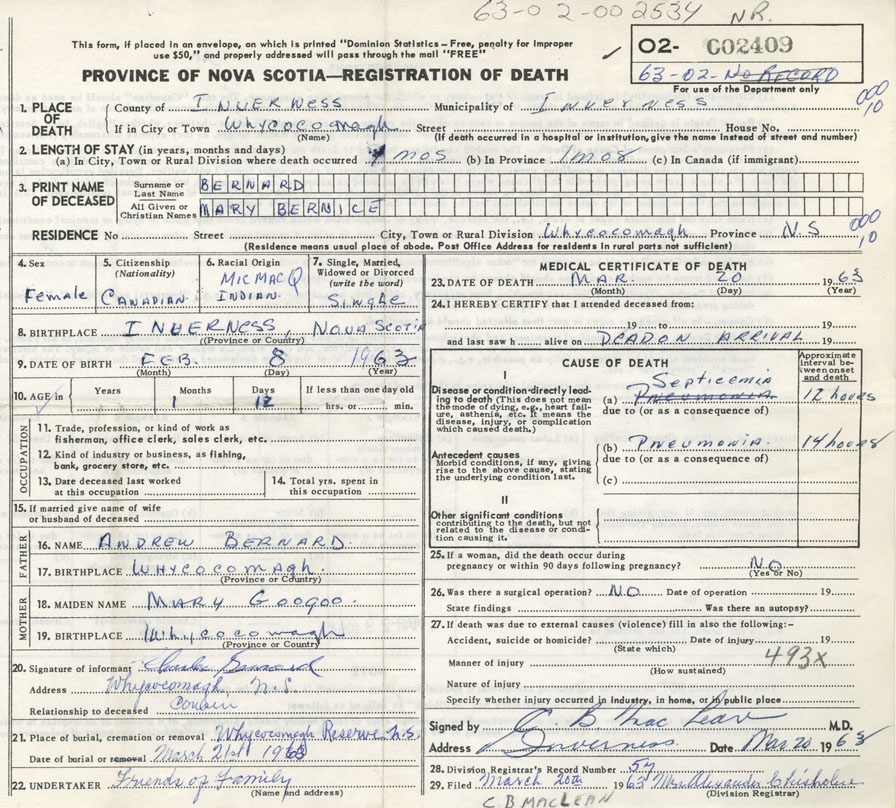 63-02-002534 NR.
This form, if placed in an envelope, on which is printed "Dominion Statistics – Free, penalty for improper
use $50," and properly addressed will pass through the mail "FREE"
✓ 02- C02409
PROVINCE OF NOVA SCOTIA—REGISTRATION OF DEATH
63-02-No RECORD
For use of the Department only
1. PLACE OF DEATH County of INVERNESS Municipality of INVERNESS 000
10
If in City or Town Whycocomagh Street House No.
(Name) (If death occurred in a hospital or institution, give the name instead of street and number)
2. LENGTH OF STAY (in years, months and days)
(a) In City, Town or Rural Division where death occurred 1 mos (b) In Province 1mos (c) In Canada (if immigrant)
3. PRINT NAME OF DECEASED Surname or Last Name BERNARD
All Given or Christian Names MARY BERNICE
RESIDENCE No Street City, Town or Rural Division Whycocomagh Province N.S 000
10
(Residence means usual place of abode. Post Office Address for residents in rural parts not sufficient)
4. Sex Female
5. Citizenship (Nationality) CANADIAN
6. Racial Origin MICMAC INDIAN
7. Single, Married, Widowed or Divorced (write the word) SINGLE
8. BIRTHPLACE INVERNESS, NOVA SCOTIA
(Province or Country)
9. DATE OF BIRTH FEB. 8 1963
(Month) (Day) (Year)
10. AGE in Years Months 1 Days 12 If less than one day old hrs. or min.
OCCUPATION
11. Trade, profession, or kind of work as
fisherman, office clerk, sales clerk, etc.
12. Kind of industry or business, as fishing,
bank, grocery store, etc.
13. Date deceased last worked
at this occupation
14. Total yrs. spent in
this occupation
15. If married give name of wife
or husband of deceased
FATHER
16. NAME ANDREW BERNARD.
17. BIRTHPLACE WHYCOCOMAGH.
(Province or Country)
MOTHER
18. MAIDEN NAME MARY GOOGOO.
19. BIRTHPLACE Whycocomagh
(Province or Country)
20. Signature of informant
Address Whycocomagh, N.S.
Relationship to deceased Cousin
21. Place of burial, cremation or removal Whycocomagh Reserve N.S.
Date of burial or removal March 21st 1963
22. UNDERTAKER Friends of Family
(Name and address)
MEDICAL CERTIFICATE OF DEATH
23. DATE OF DEATH MAR. 20 1963
(Month) (Day) (Year)
24. I HEREBY CERTIFY that I attended deceased from:
19 to 19
and last saw h alive on DEAD ON ARRIVAL 19
CAUSE OF DEATH
Approximate interval between onset and death
I
Disease or condition directly leading to death (This does not mean
the mode of dying, e.g., heart failure, asthenia, etc. It means the
disease, injury, or complication
which caused death.)
Septicemia
(a) PNEUMONIA 12 hours
due to (or as a consequence of)
Antecedent causes
Morbid conditions, if any, giving
rise to the above cause, stating
the underlying condition last.
(b) PNEUMONIA. 14 hours
due to (or as a consequence of)
(c)
II
Other significant conditions
contributing to the death, but not
related to the disease or condition causing it.
25. If a woman, did the death occur during
pregnancy or within 90 days following pregnancy? NO
(Yes or No)
26. Was there a surgical operation? NO Date of operation 19
State findings Was there an autopsy?
27. If death was due to external causes (violence) fill in also the following:-
Accident, suicide or homicide? Date of injury 19
(State which)
493X
Manner of injury
(How sustained)
Nature of injury
Specify whether injury occurred in industry, in home, or in public place
Signed by C. B MacLean M.D.
Address Inverness. Date Mar 20 1963
28. Division Registrar's Record Number 54
29. Filed March 20th 1963 Mrs. Alexander Chisholm
(Division Registrar)
C B MACLEAN